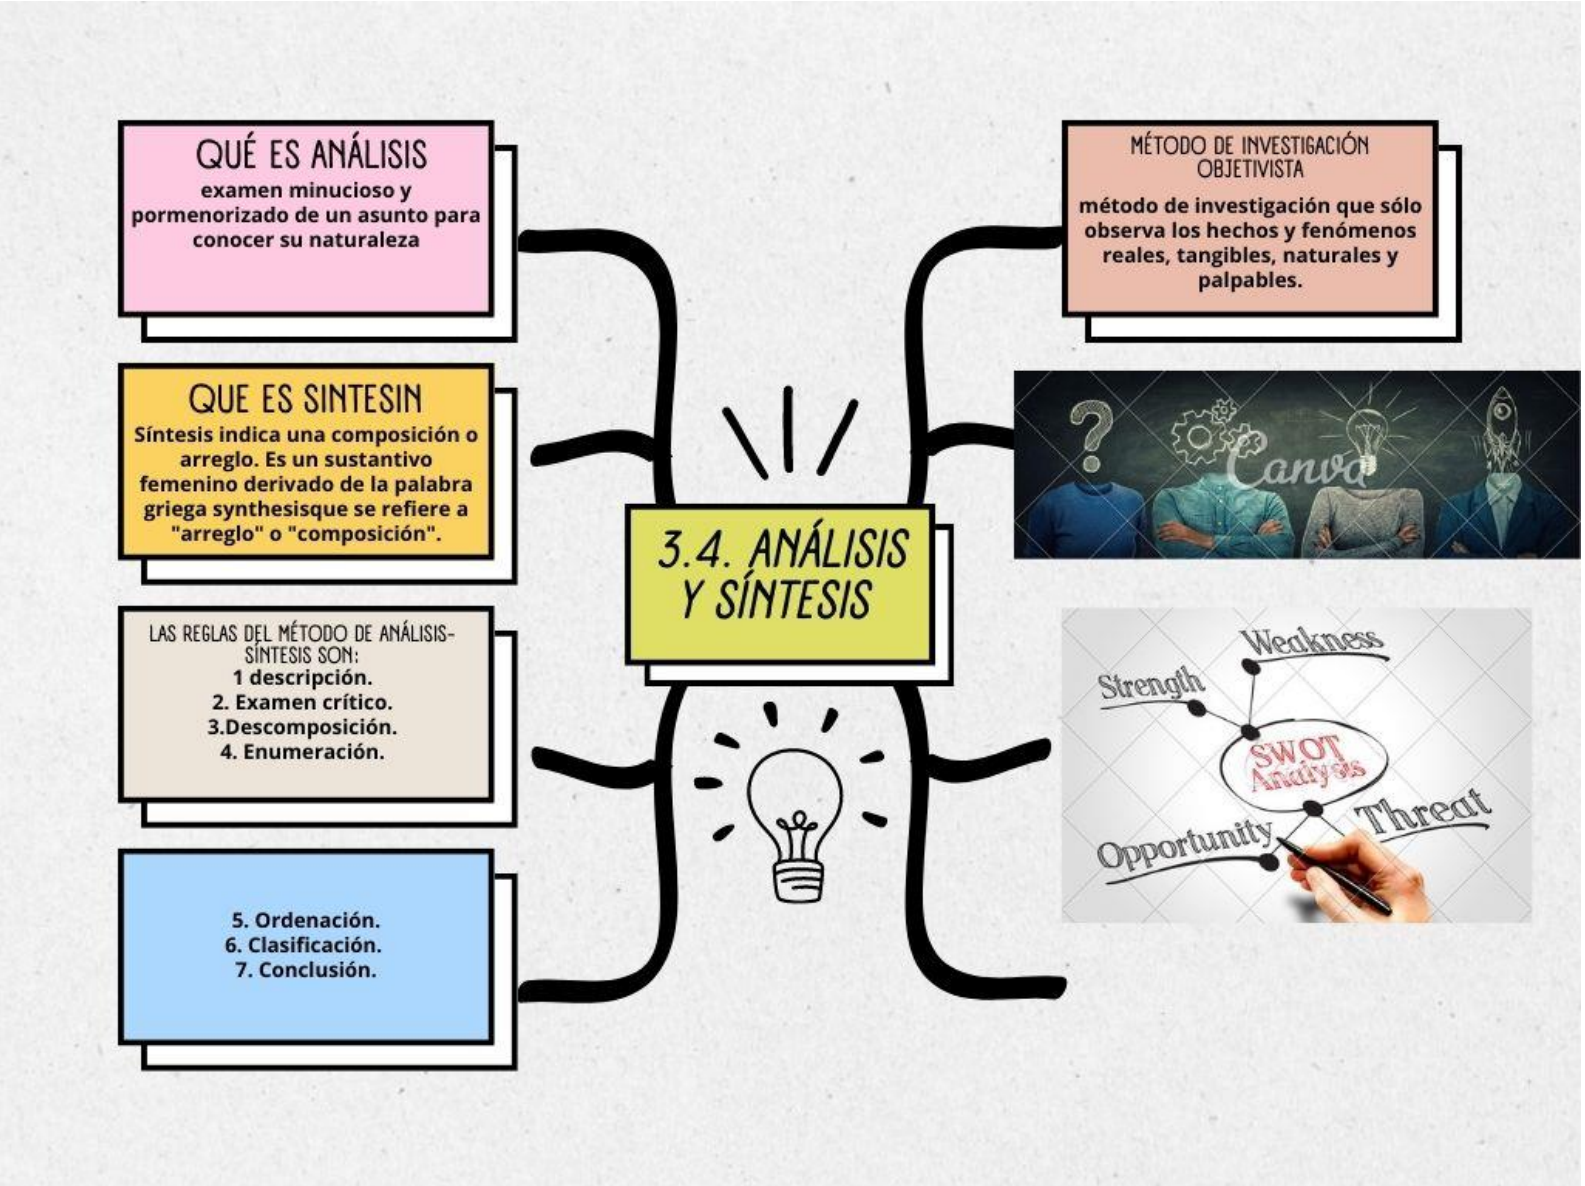 QUÉ ES ANÁLISIS
examen minucioso y
pormenorizado de un asunto para
conocer su naturaleza
QUE ES SINTESIN
Síntesis indica una composición o
arreglo. Es un sustantivo
femenino derivado de la palabra
griega synthesisque se refiere a
"arreglo" o "composición".
LAS REGLAS DEL MÉTODO DE ANÁLISIS-
SÍNTESIS SON:
1 descripción.
2. Examen crítico.
3.Descomposición.
4. Enumeración.
5. Ordenación.
6. Clasificación.
7. Conclusión.
3.4. ANÁLISIS
Y SÍNTESIS
MÉTODO DE INVESTIGACIÓN
OBJETIVISTA
método de investigación que sólo
observa los hechos y fenómenos
reales, tangibles, naturales y
palpables.
?
Canva
Weakness
Strength
SWOT
Analysis
Opportunity
Threat